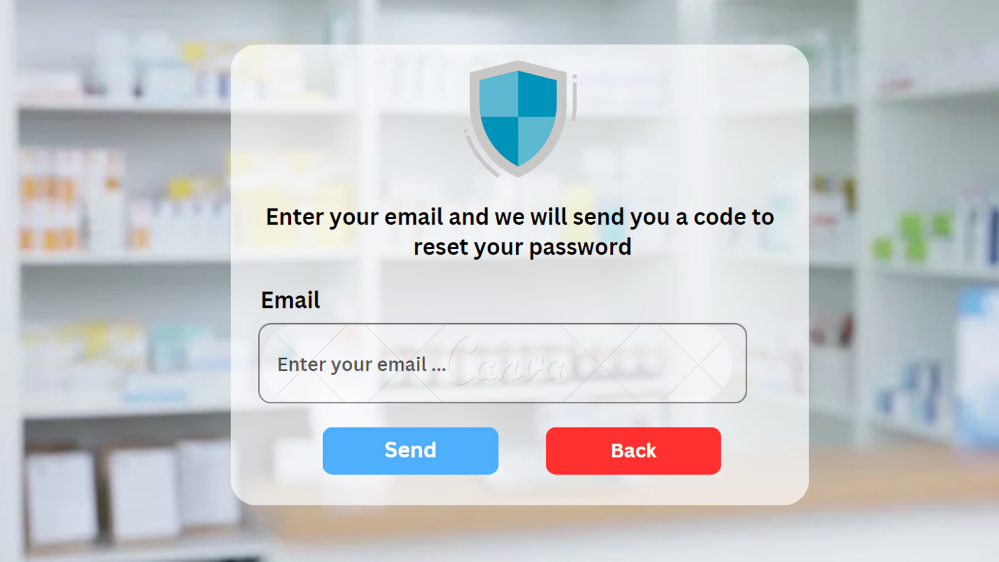 Enter your email and we will send you a code to
reset your password
Email
Enter your email ...
Canva
Send
Back